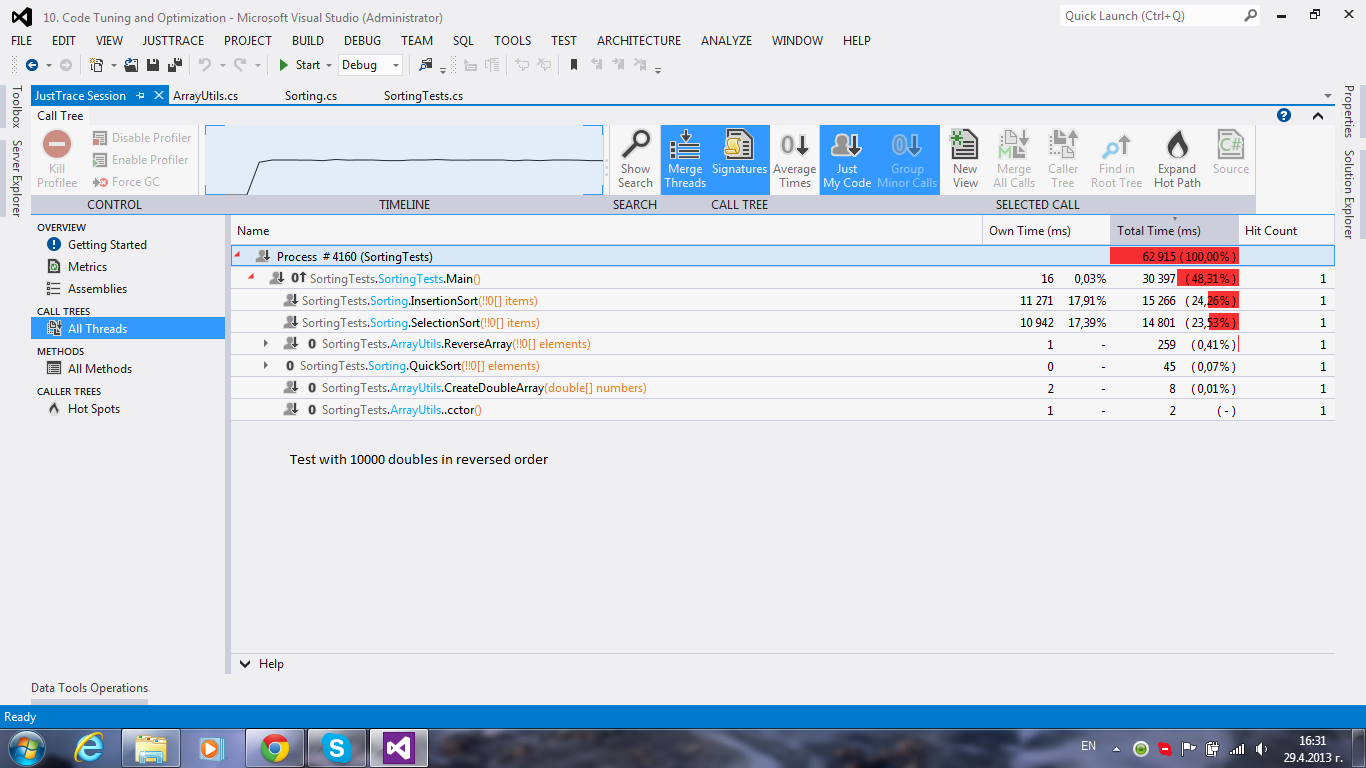 10. Code Tuning and Optimization - Microsoft Visual Studio (Administrator)
Quick Launch (Ctrl+Q)
FILE EDIT VIEW JUSTTRACE PROJECT BUILD DEBUG TEAM SQL TOOLS TEST ARCHITECTURE ANALYZE WINDOW HELP
Start Debug
Toolbox
Server Explorer
Properties
Solution Explorer
JustTrace Session ArrayUtils.cs Sorting.cs SortingTests.cs
Call Tree
Kill Profilee
Disable Profiler
Enable Profiler
Force GC
Show Search
Merge Threads
Signatures
Average Times
Just My Code
Group Minor Calls
New View
Merge All Calls
Caller Tree
Find in Root Tree
Expand Hot Path
Source
CONTROL TIMELINE SEARCH CALL TREE SELECTED CALL
OVERVIEW
Getting Started
Metrics
Assemblies
CALL TREES
All Threads
METHODS
All Methods
CALLER TREES
Hot Spots
Name Own Time (ms) Total Time (ms) Hit Count
Process # 4160 (SortingTests) 62 915 (100,00% )
0 SortingTests.SortingTests.Main() 16 0,03% 30 397 ( 48,31% ) 1
SortingTests.Sorting.InsertionSort(!!0[] items) 11 271 17,91% 15 266 ( 24,26% ) 1
SortingTests.Sorting.SelectionSort(!!0[] items) 10 942 17,39% 14 801 ( 23,53% ) 1
0 SortingTests.ArrayUtils.ReverseArray(!!0[] elements) 1 - 259 ( 0,41% ) 1
0 SortingTests.Sorting.QuickSort(!!0[] elements) 0 - 45 ( 0,07% ) 1
0 SortingTests.ArrayUtils.CreateDoubleArray(double[] numbers) 2 - 8 ( 0,01% ) 1
0 SortingTests.ArrayUtils..cctor() 1 - 2 ( - ) 1
Test with 10000 doubles in reversed order
Help
Data Tools Operations
Ready
EN
16:31
29.4.2013 г.